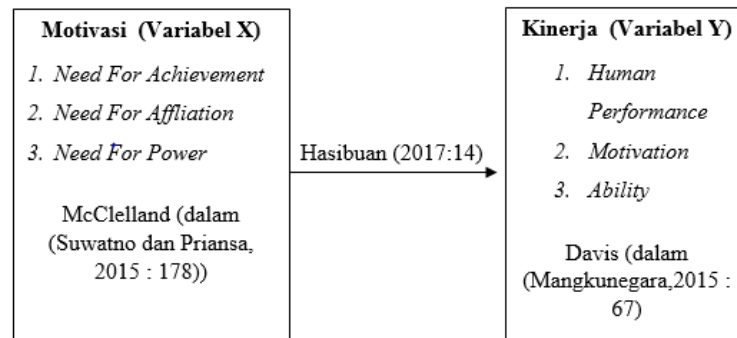 Motivasi (Variabel X)
1. Need For Achievement
2. Need For Affliation
3. Need For Power
McClelland (dalam
(Suwatno dan Priansa,
2015 : 178))
Hasibuan (2017:14)
Kinerja (Variabel Y)
1. Human
Performance
2. Motivation
3. Ability
Davis (dalam
(Mangkunegara,2015 :
67)